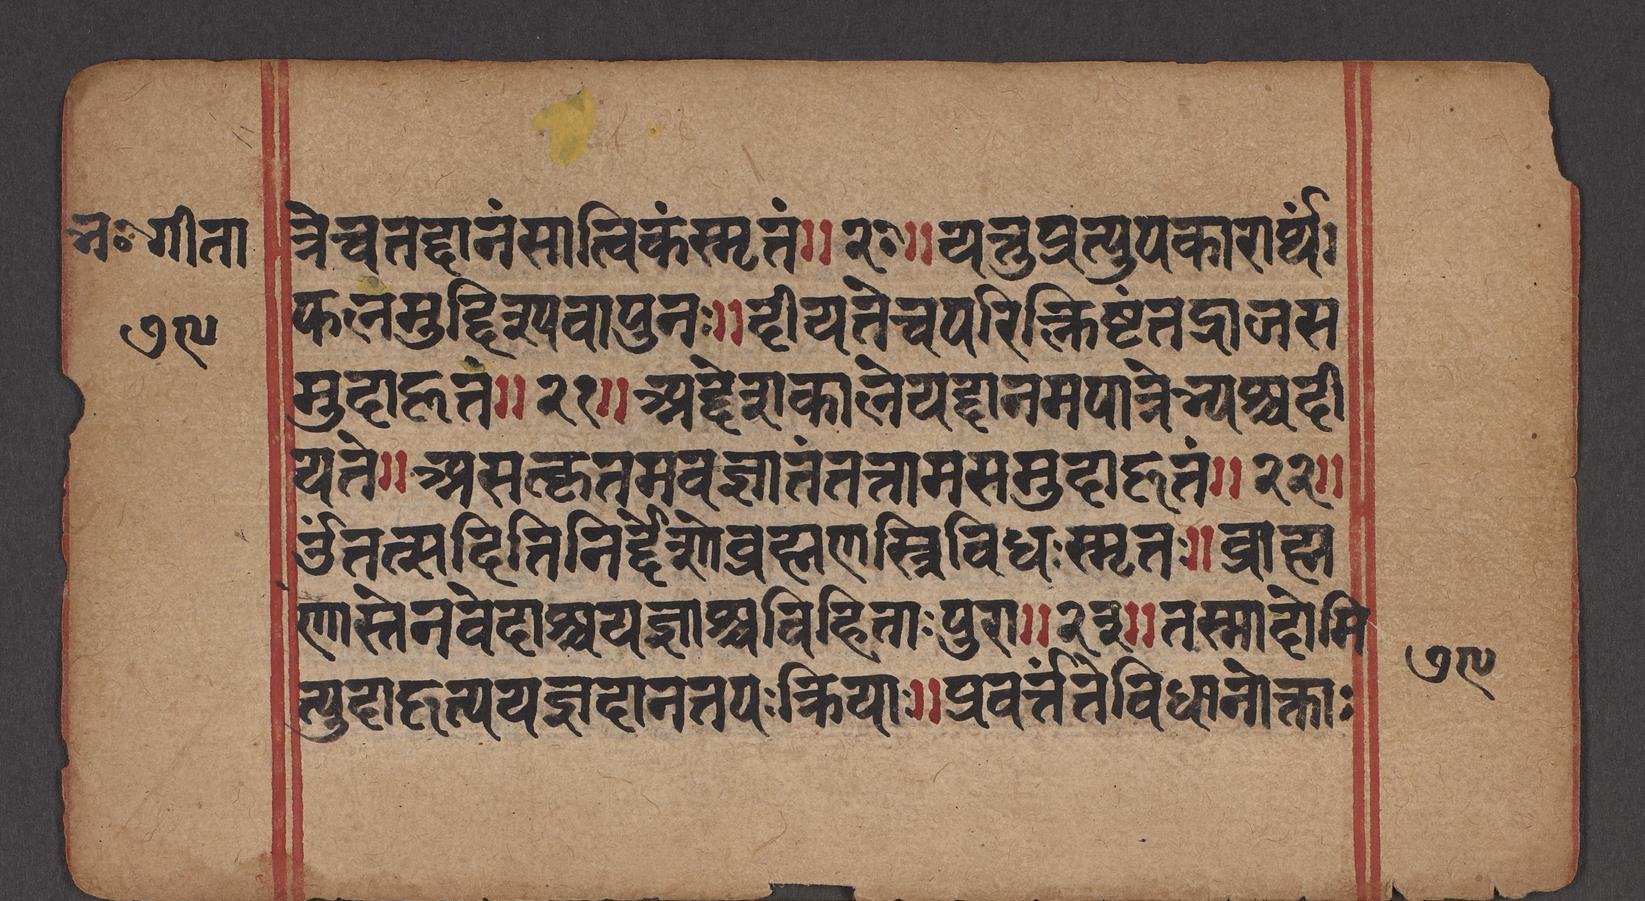 न॰ गीता
७९
त्रेचतद्दानंसात्विकंस्मृतं॥२०॥यत्तुप्रत्युपकारार्थं।
फलमुद्दिश्यवापुनः॥दीयतेचपरिक्लिष्टंतद्राजस
मुदाहृतं॥२१॥अद्देशकालेयद्दानमपात्रेभ्यश्चदी
यते॥असत्कृतमवज्ञातंतत्तामसमुदाहृतं॥२२॥
ॐतत्सदितिनिर्द्देशोब्रह्मणस्त्रिविधःस्मृतः॥ब्राह्म
णास्तेनवेदाश्चयज्ञाश्चविहिताःपुरा॥२३॥तस्मादोमि
त्युदाहृत्ययज्ञदानतपःक्रियाः॥प्रवर्त्तंतेविधानोक्ताः
७९